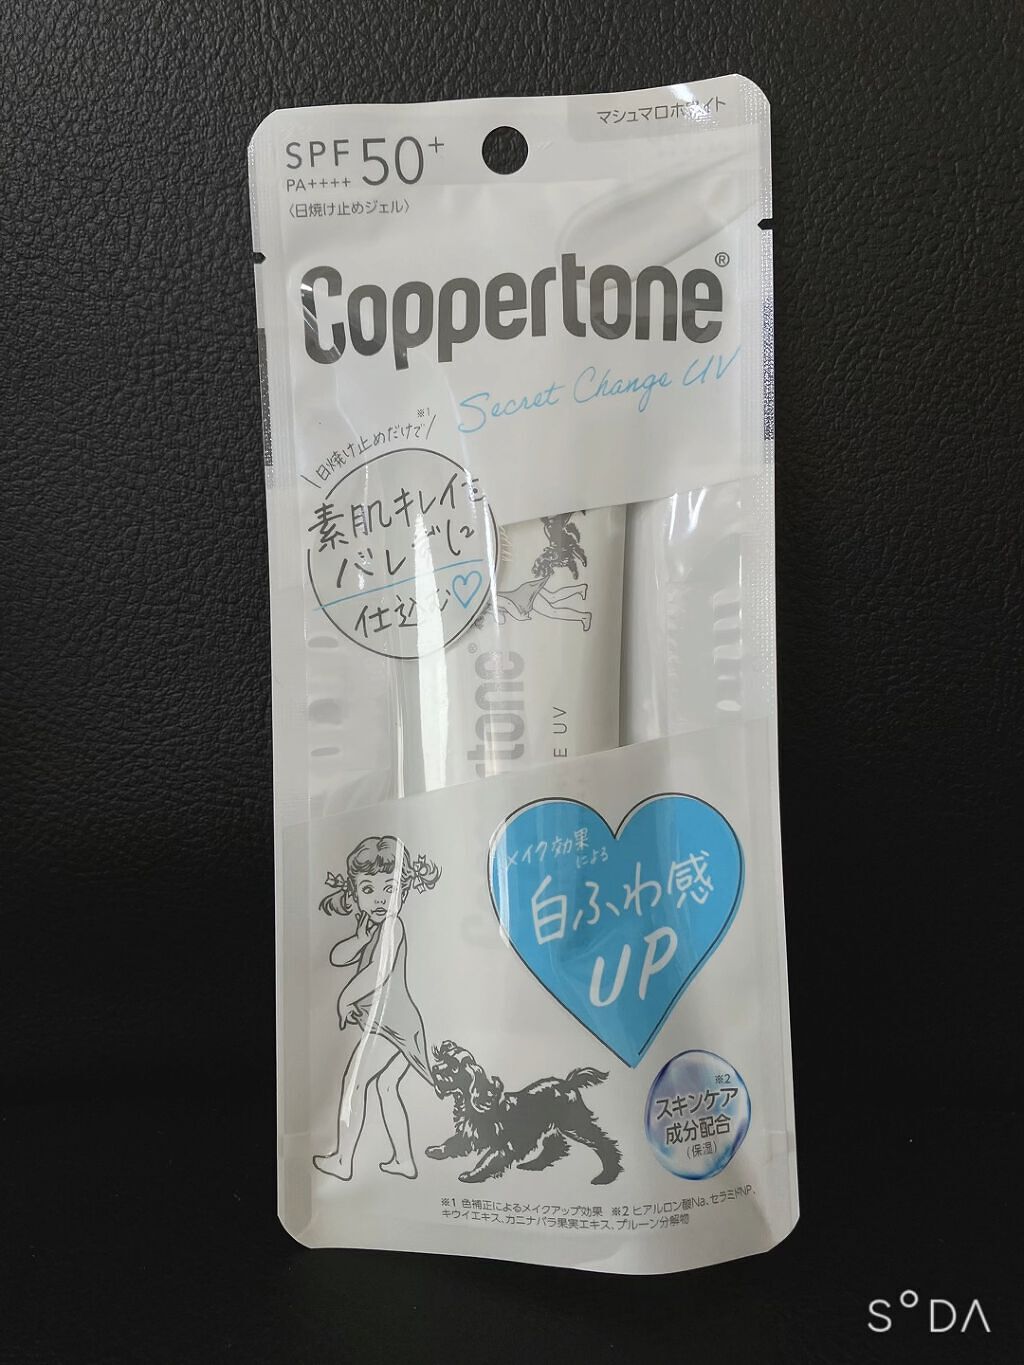 マシュマロホワイト
SPF 50+
PA++++
〈日焼け止めジェル〉
Coppertone®
Secret Change UV
\日焼け止めだけで※1/
素肌キレイを
バレずに
仕込む♡
®
tone
E UV
メイク効果
による
白ふわ感
UP
※2
スキンケア
成分配合
(保湿)
※1 色補正によるメイクアップ効果 ※2 ヒアルロン酸Na、セラミドNP、
キウイエキス、カニナバラ果実エキス、プルーン分解物
SODA